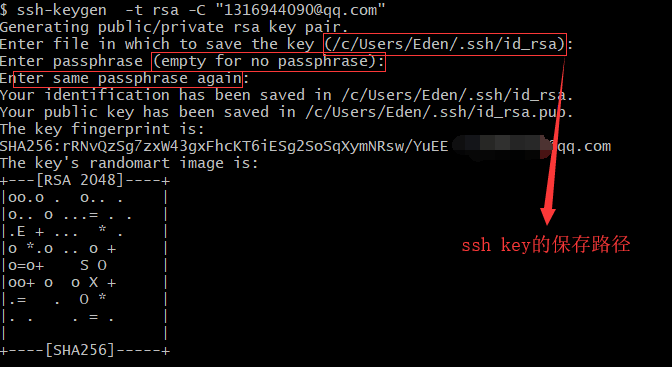 $ ssh-keygen  -t rsa -C "1316944090@qq.com"
Generating public/private rsa key pair.
Enter file in which to save the key (/c/Users/Eden/.ssh/id_rsa):
Enter passphrase (empty for no passphrase):
Enter same passphrase again:
Your identification has been saved in /c/Users/Eden/.ssh/id_rsa.
Your public key has been saved in /c/Users/Eden/.ssh/id_rsa.pub.
The key fingerprint is:
SHA256:rRNvQzSg7zxW43gxFhcKT6iESg2SoSqXymNRsw/YuEE @qq.com
The key's randomart image is:
+---[RSA 2048]----+
|oo.o .  o.. .    |
|o.. o ...= . .   |
|.E + ...  * .    |
|o *.o .. o +     |
|o=o+    S O      |
|oo+ o  o X +     |
|.=   .  O *      |
|. .    . = .     |
|                 |
+----[SHA256]-----+
ssh key的保存路径